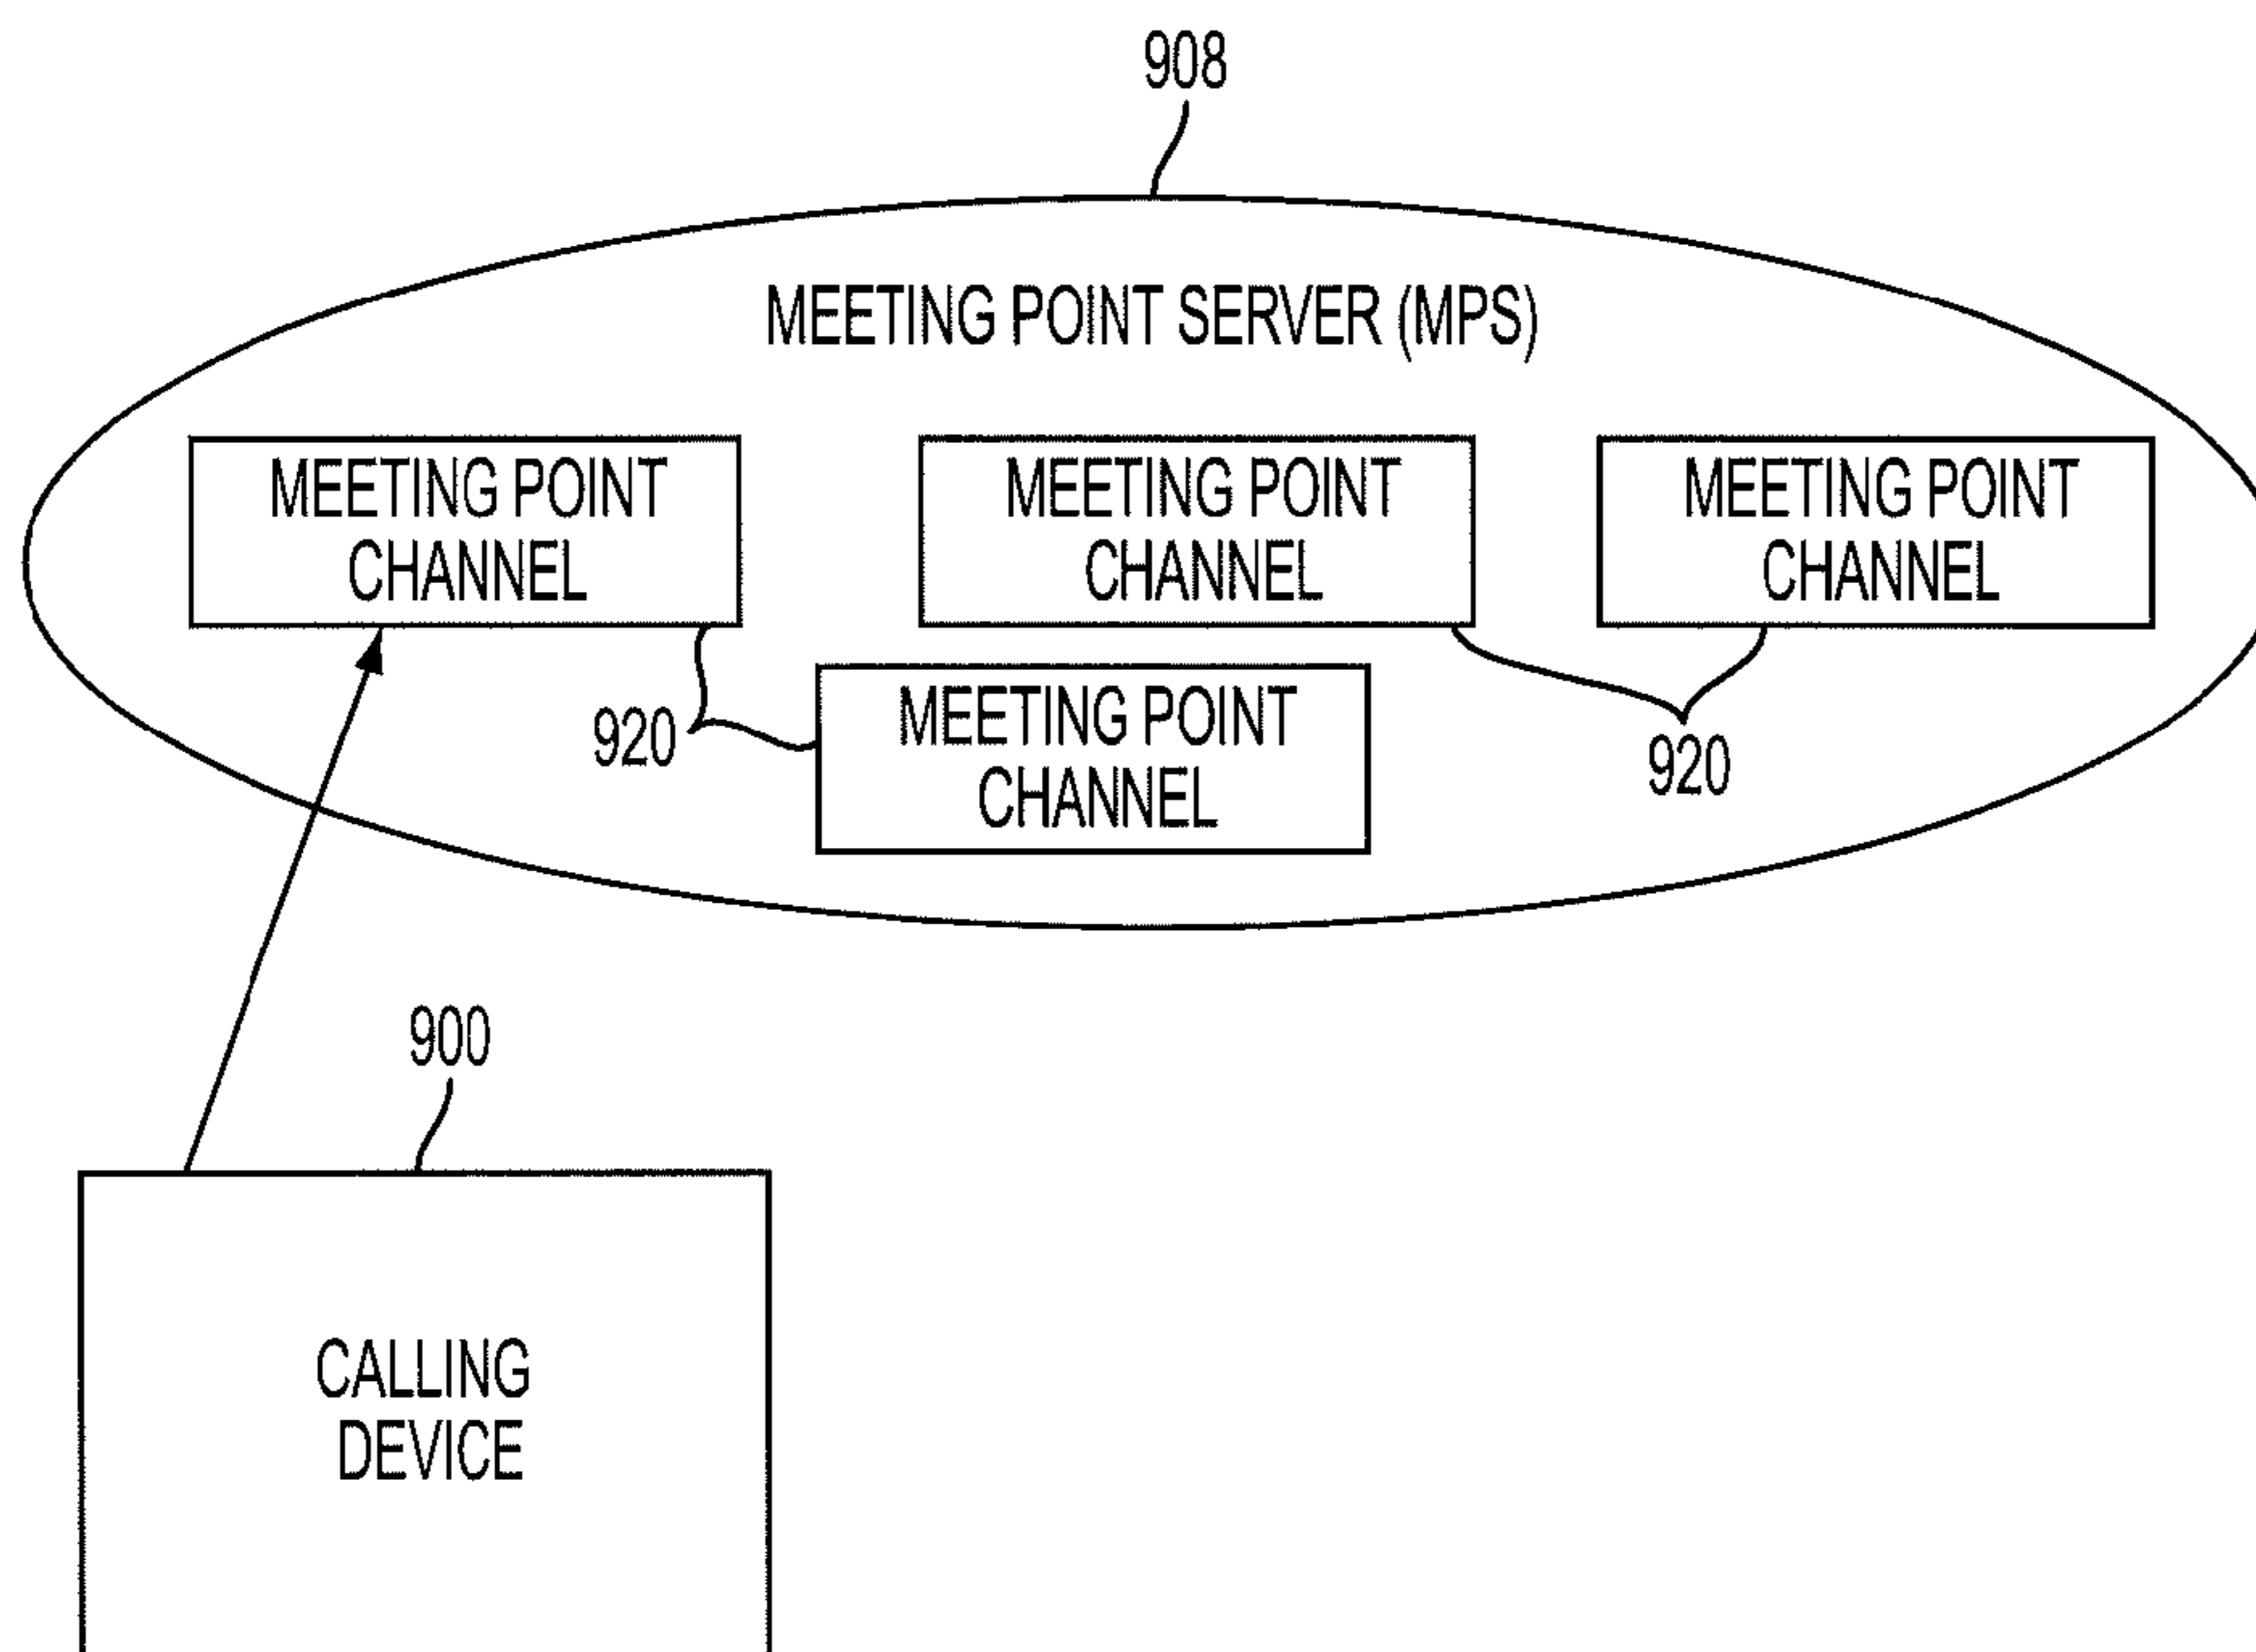 908
MEETING POINT SERVER (MPS)
MEETING POINT
CHANNEL
MEETING POINT
CHANNEL
MEETING POINT
CHANNEL
920
MEETING POINT
CHANNEL
920
900
CALLING
DEVICE